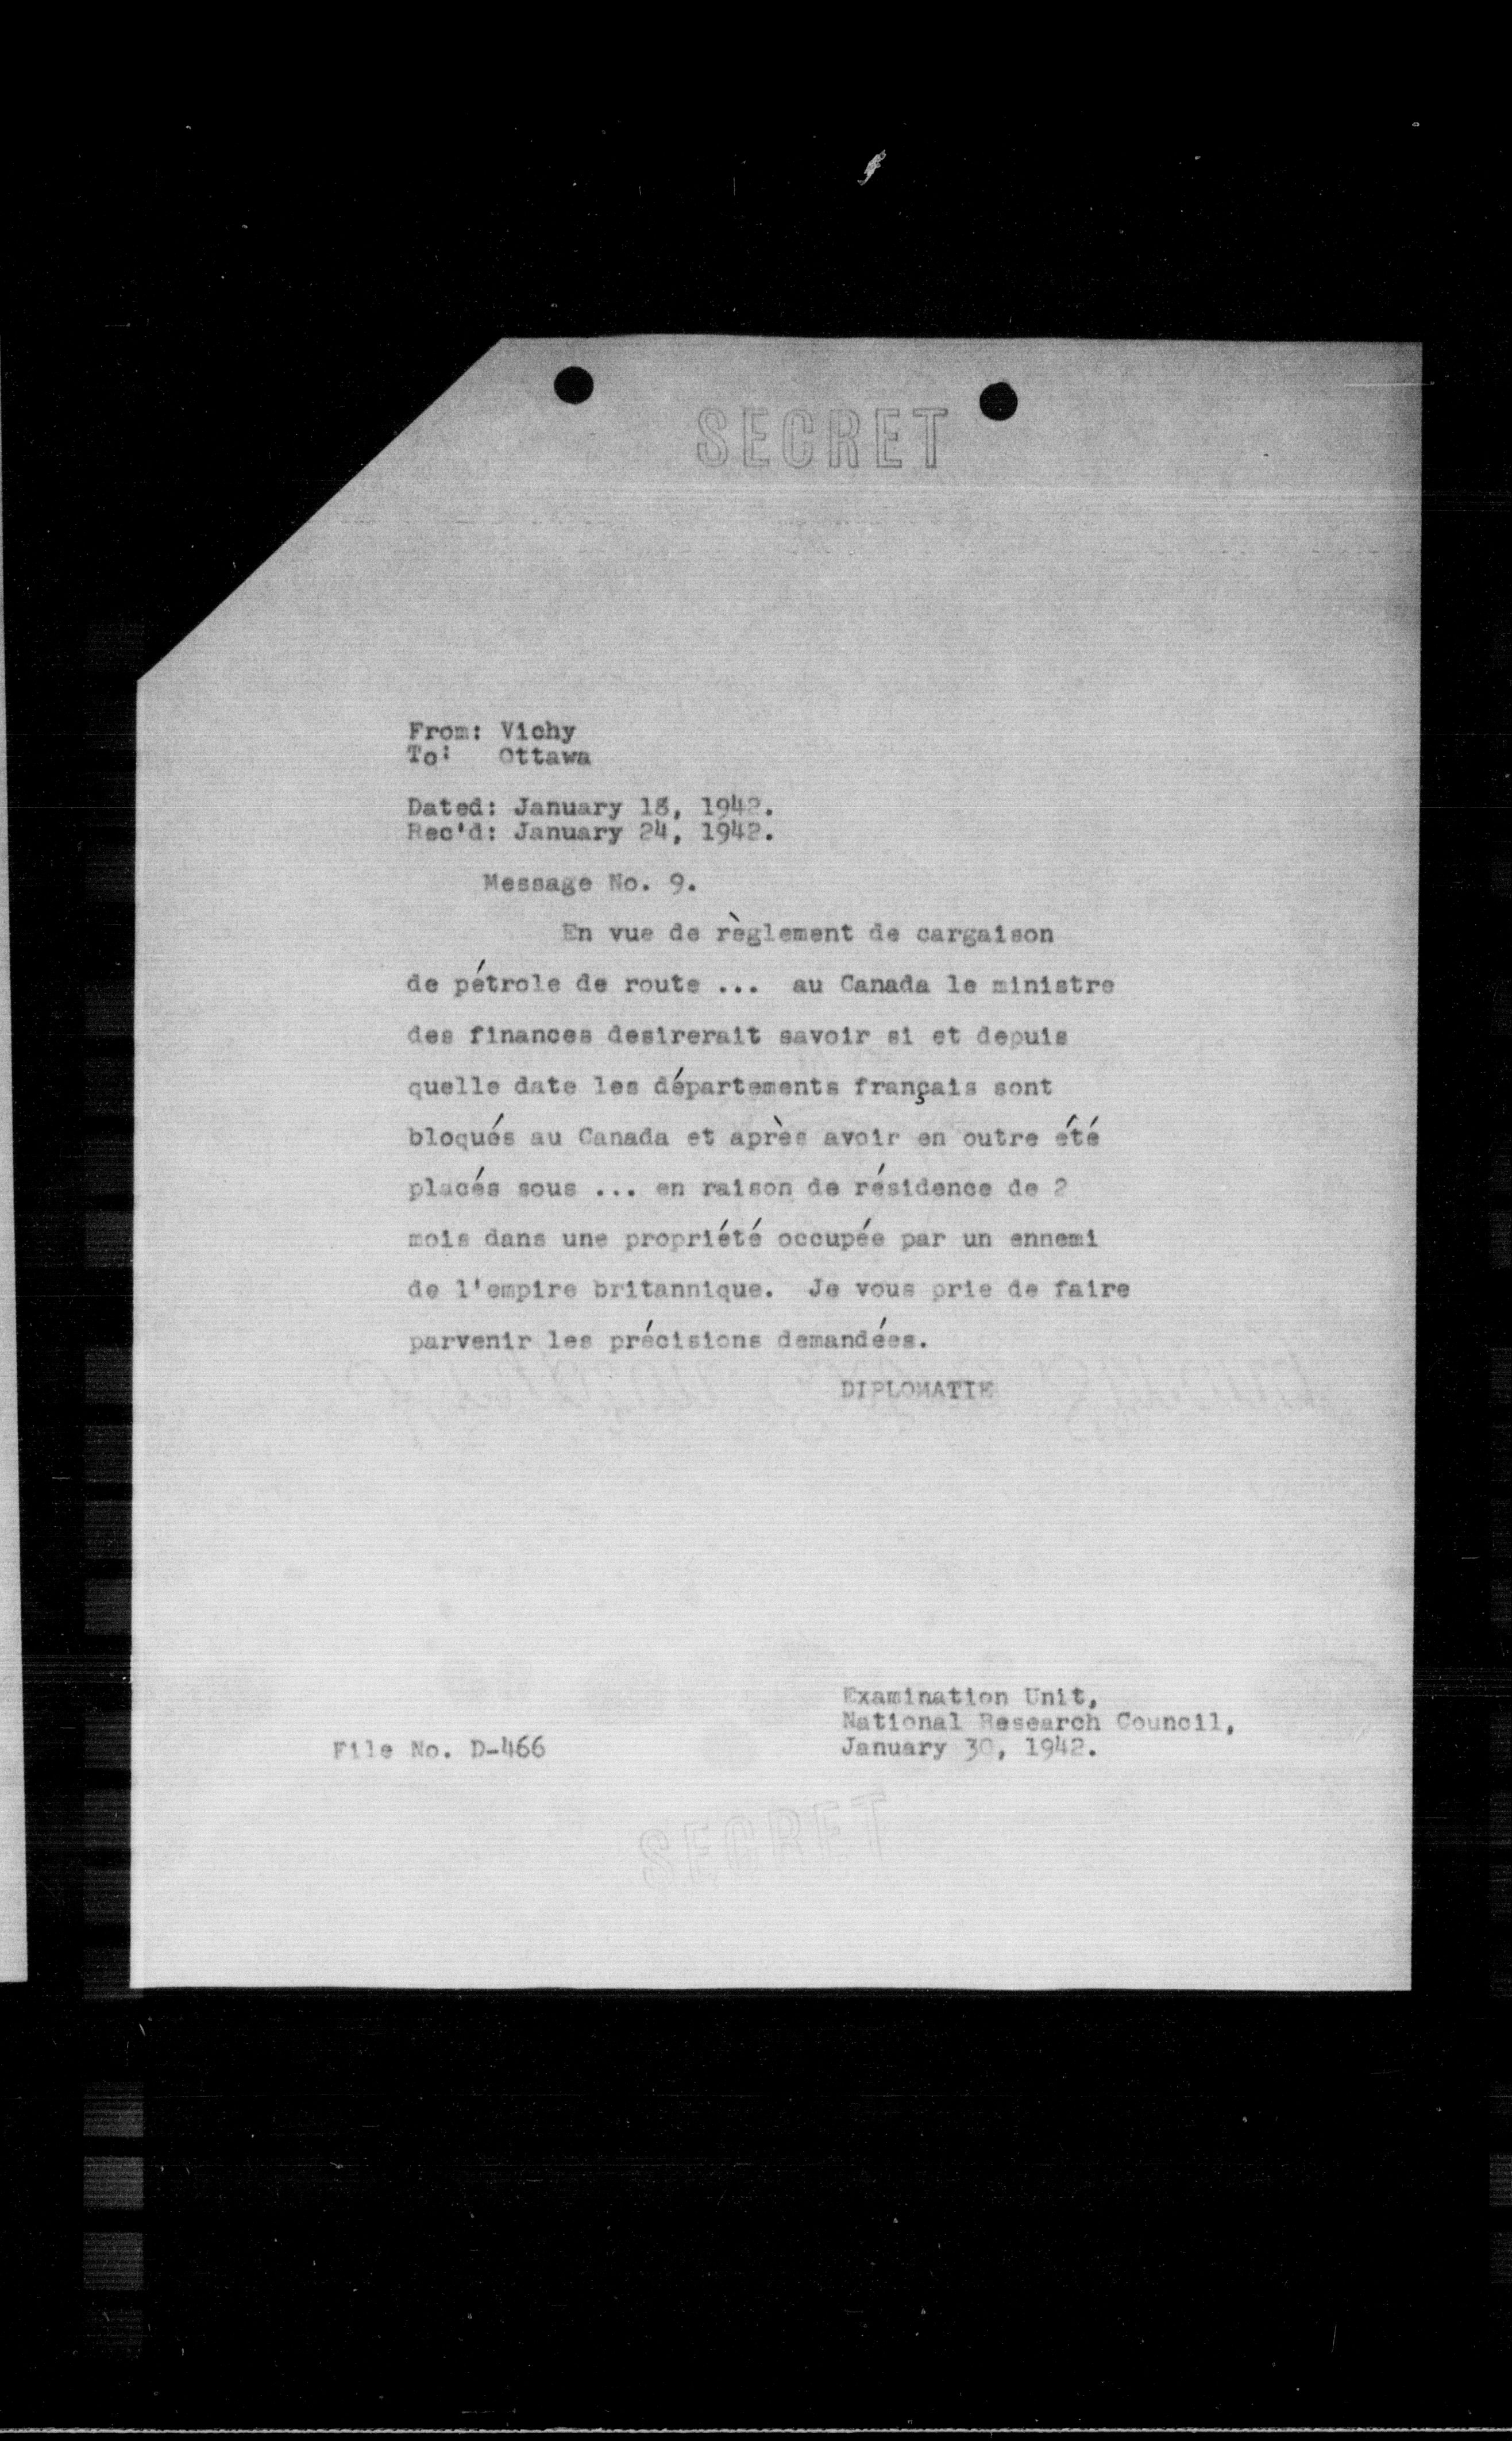 SECRET
From: Vichy
To: Ottawa
Dated: January 18, 1942.
Rec'd: January 24, 1942.
Message No. 9.
En vue de règlement de cargaison
de pétrole de route ... au Canada le ministre
des finances desirerait savoir si et depuis
quelle date les départements français sont
bloqués au Canada et après avoir en outre été
placés sous ... en raison de résidence de 2
mois dans une propriété occupée par un ennemi
de l'empire britannique. Je vous prie de faire
parvenir les précisions demandées.
DIPLOMATIE
Examination Unit,
National Research Council,
January 30, 1942.
File No. D-466
SECRET